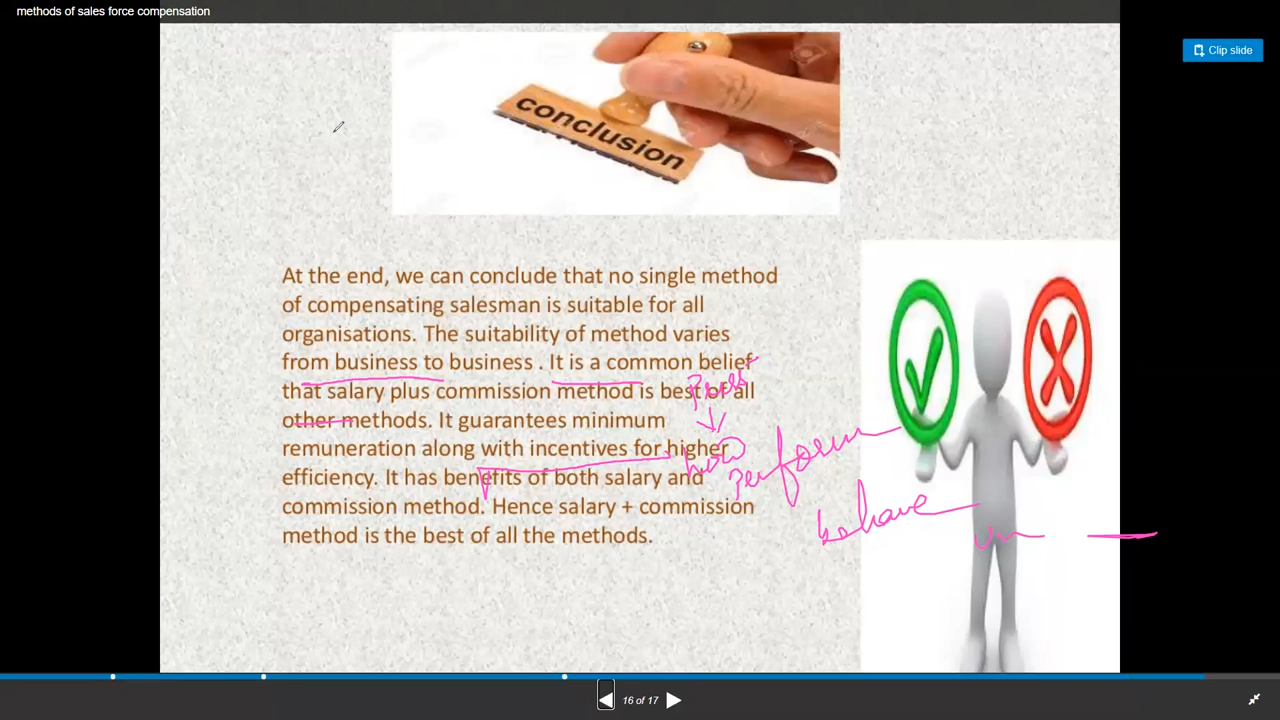 methods of sales force compensation
Clip slide
conclusion
At the end, we can conclude that no single method
of compensating salesman is suitable for all
organisations. The suitability of method varies
from business to business . It is a common belief
that salary plus commission method is best of all
other methods. It guarantees minimum
remuneration along with incentives for higher
efficiency. It has benefits of both salary and
commission method. Hence salary + commission
method is the best of all the methods.
how
perform
behave
16 of 17